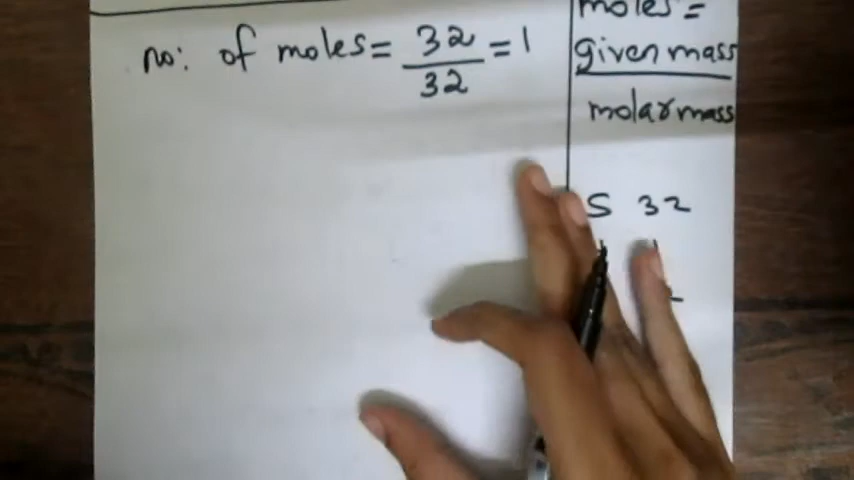 no: of moles = 32/32 = 1
moles =
given mass
molar mass
S 32